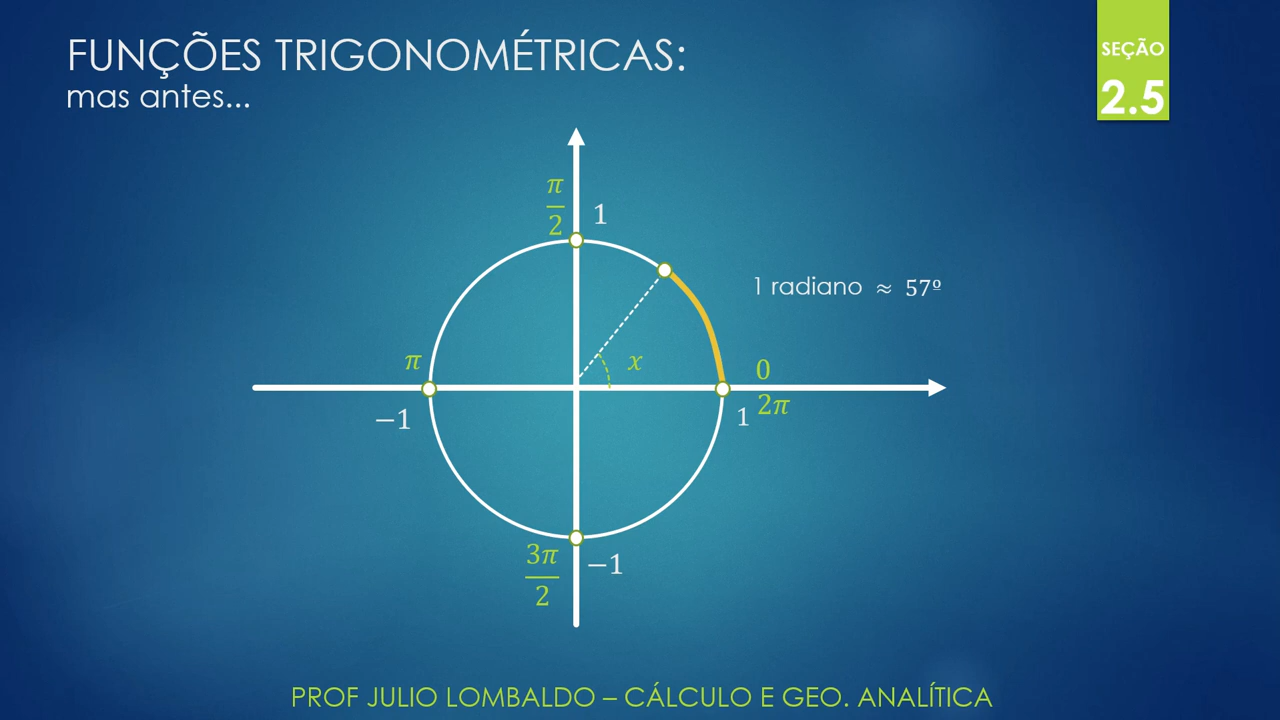 FUNÇÕES TRIGONOMÉTRICAS:
mas antes...
SEÇÃO
2.5
π
2
1
1 radiano ≈ 57º
π
x
0
2π
−1
1
3π
2
−1
PROF JULIO LOMBALDO – CÁLCULO E GEO. ANALÍTICA